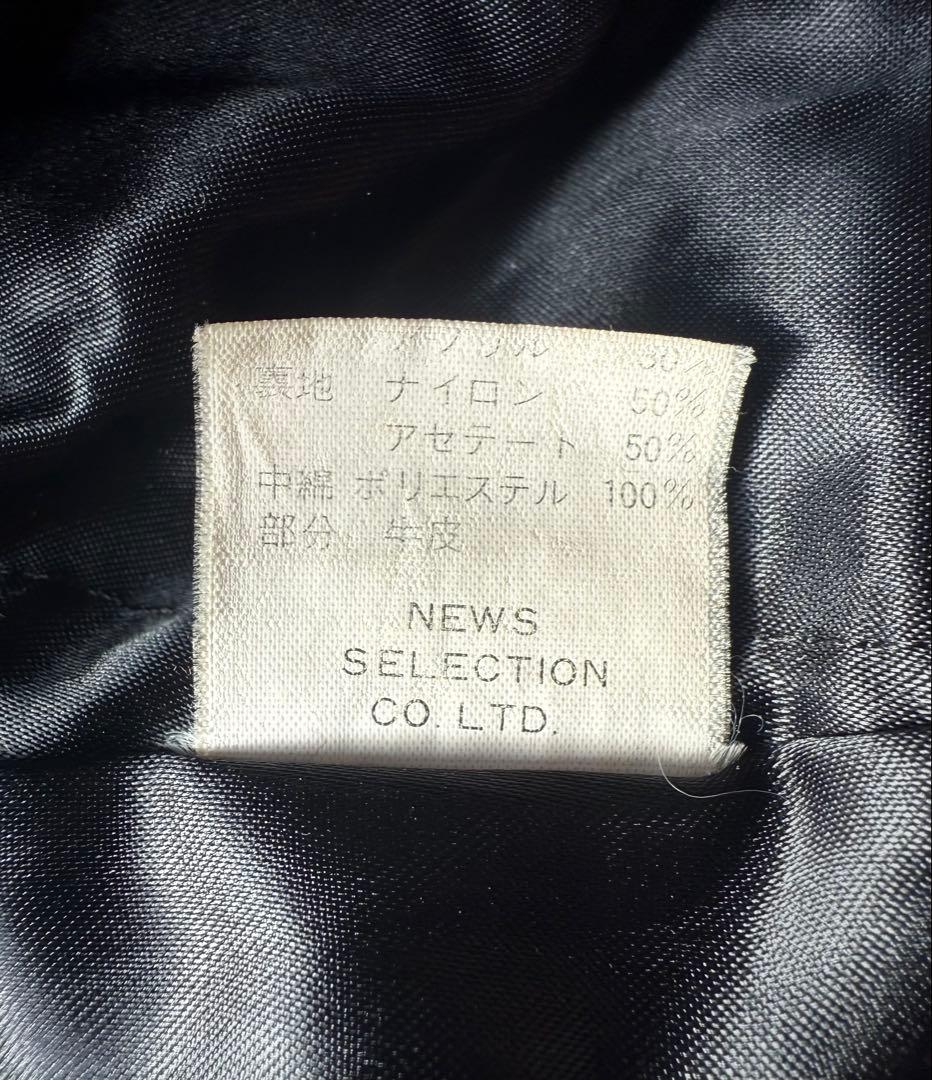 裏地 ナイロン 50%
アセテート 50%
中綿 ポリエステル 100%
部分 牛皮
NEWS
SELECTION
CO. LTD.